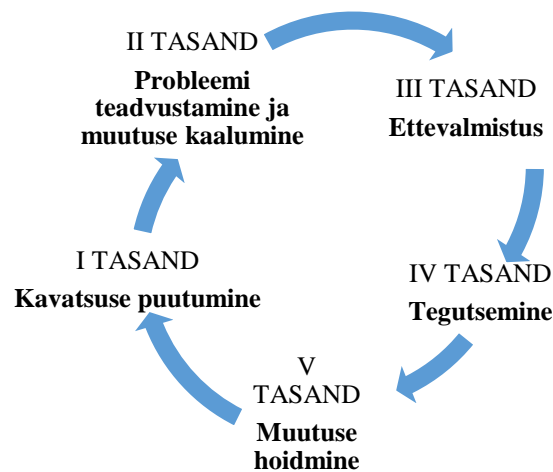 I TASAND
Kavatsuse puutumine
II TASAND
Probleemi
teadvustamine ja
muutuse kaalumine
III TASAND
Ettevalmistus
IV TASAND
Tegutsemine
V
TASAND
Muutuse
hoidmine